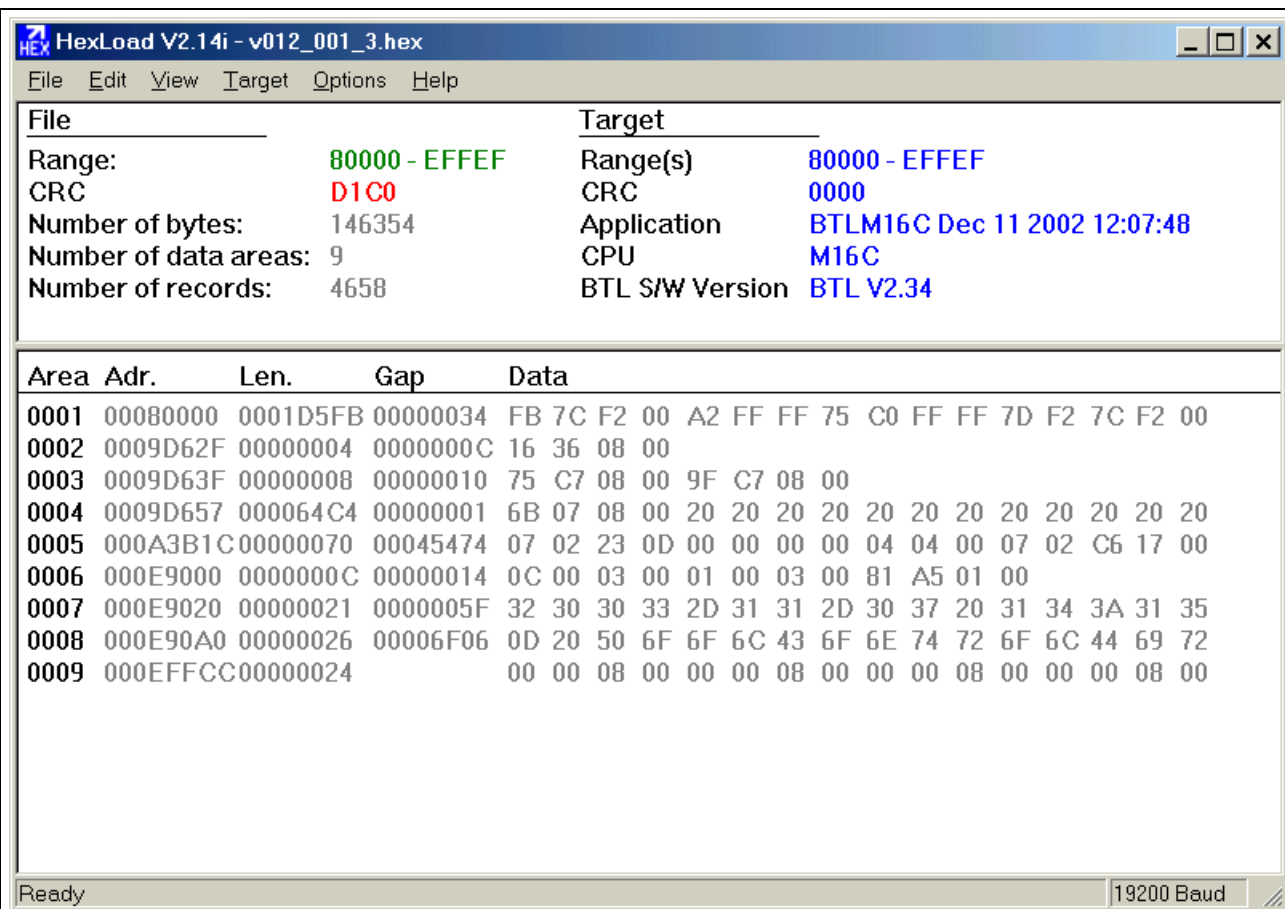 HEX HexLoad V2.14i - v012_001_3.hex
File Edit View Target Options Help
File Target
Range: 80000 - EFFEF Range(s) 80000 - EFFEF
CRC D1C0 CRC 0000
Number of bytes: 146354 Application BTLM16C Dec 11 2002 12:07:48
Number of data areas: 9 CPU M16C
Number of records: 4658 BTL S/W Version BTL V2.34
Area Adr. Len. Gap Data
0001 00080000 0001D5FB 00000034 FB 7C F2 00 A2 FF FF 75 C0 FF FF 7D F2 7C F2 00
0002 0009D62F 00000004 0000000C 16 36 08 00
0003 0009D63F 00000008 00000010 75 C7 08 00 9F C7 08 00
0004 0009D657 000064C4 00000001 6B 07 08 00 20 20 20 20 20 20 20 20 20 20 20 20
0005 000A3B1C 00000070 00045474 07 02 23 0D 00 00 00 00 04 04 00 07 02 C6 17 00
0006 000E9000 0000000C 00000014 0C 00 03 00 01 00 03 00 81 A5 01 00
0007 000E9020 00000021 0000005F 32 30 30 33 2D 31 31 2D 30 37 20 31 34 3A 31 35
0008 000E90A0 00000026 00006F06 0D 20 50 6F 6F 6C 43 6F 6E 74 72 6F 6C 44 69 72
0009 000EFFCC 00000024 00 00 08 00 00 00 08 00 00 00 08 00 00 00 08 00
Ready 19200 Baud